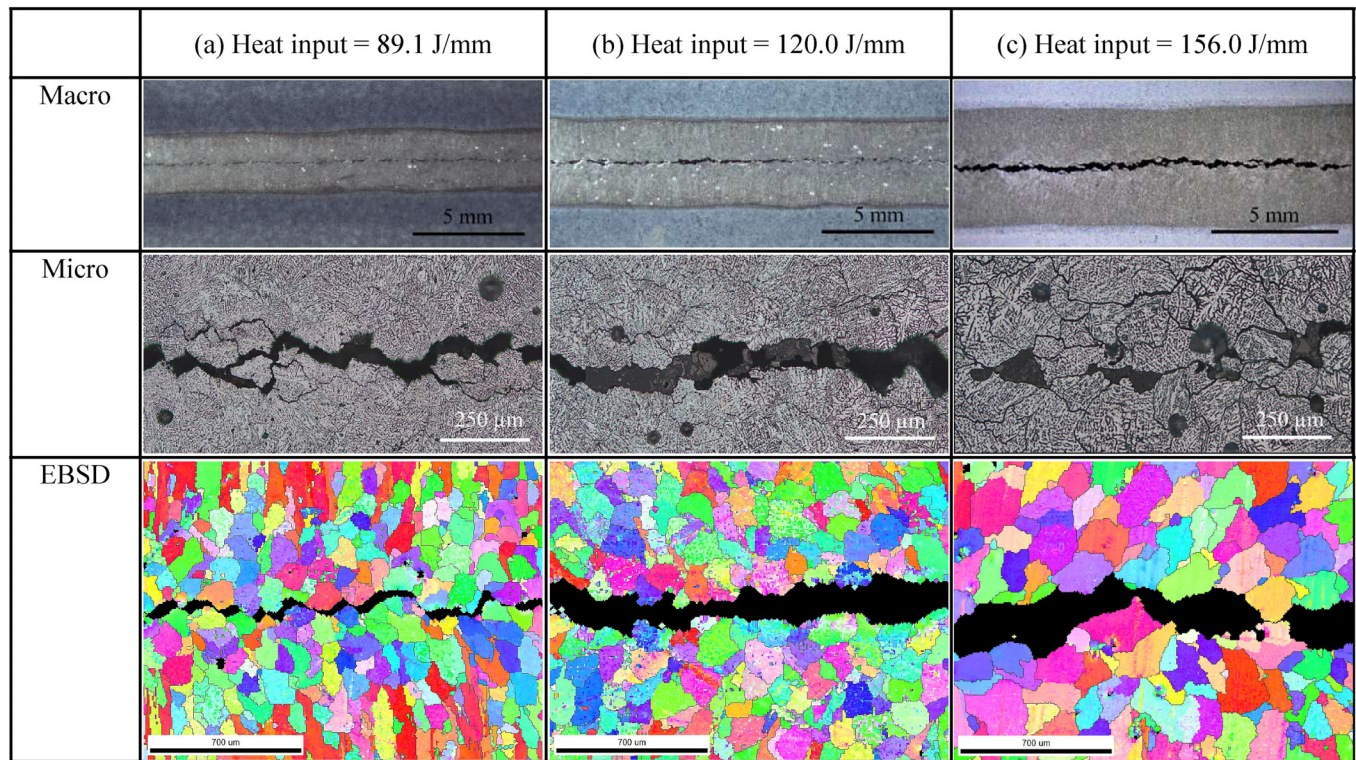 (a) Heat input = 89.1 J/mm
(b) Heat input = 120.0 J/mm
(c) Heat input = 156.0 J/mm
Macro
5 mm
5 mm
5 mm
Micro
250 μm
250 μm
250 μm
EBSD
700 um
700 um
700 um